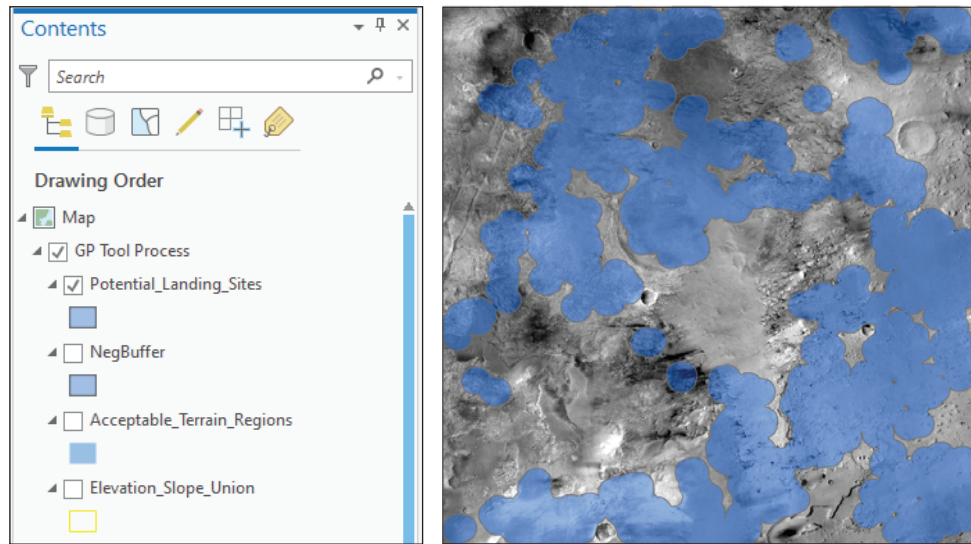 Contents
Search
Drawing Order
Map
GP Tool Process
Potential_Landing_Sites
NegBuffer
Acceptable_Terrain_Regions
Elevation_Slope_Union